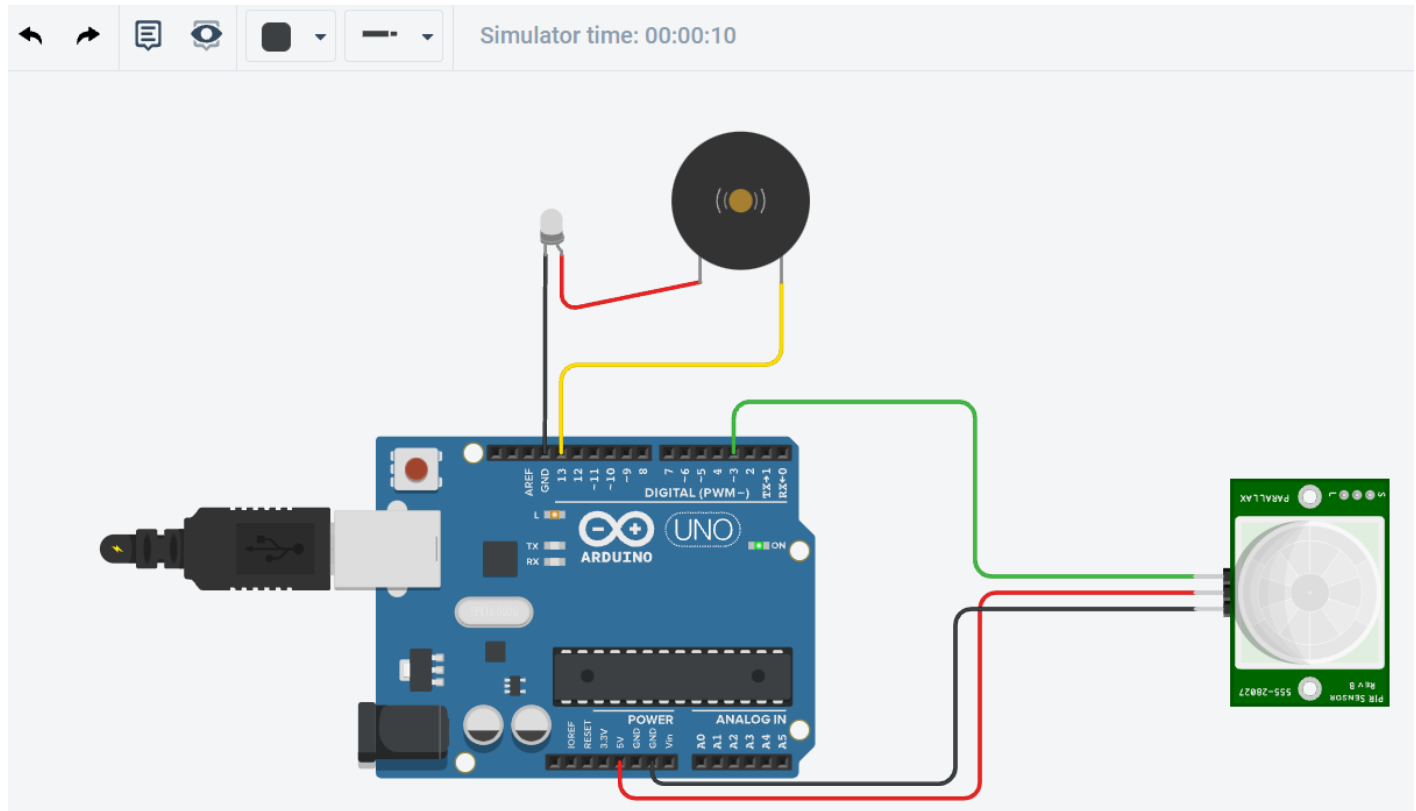 Simulator time: 00:00:10
AREF
GND
13
12
~11
~10
~9
8
7
~6
~5
4
~3
2
TX→1
RX←0
DIGITAL (PWM~)
L
TX
RX
ARDUINO
UNO
ON
POWER
ANALOG IN
IOREF
RESET
3.3V
5V
GND
GND
Vin
A0
A1
A2
A3
A4
A5
PARALLAX
L
S
555-28027
PIR SENSOR
Rev B